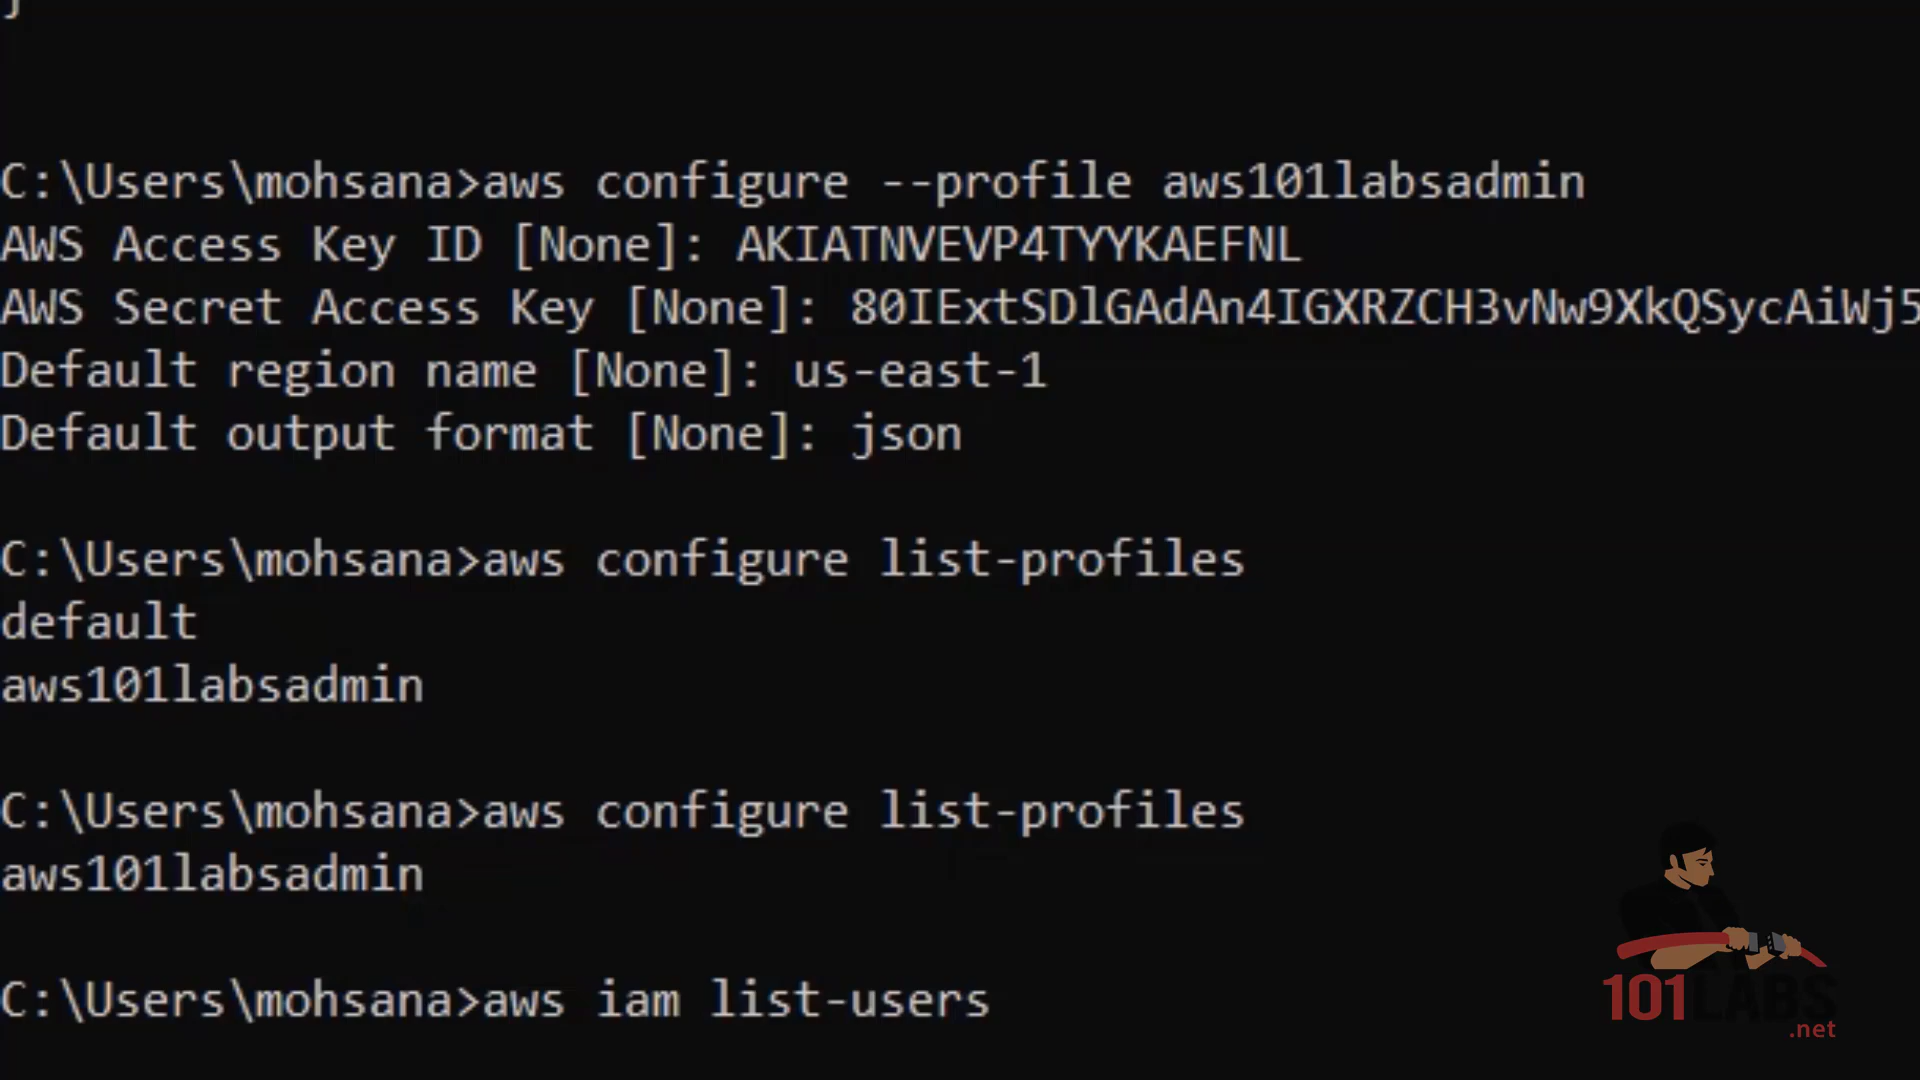 C:\Users\mohsana>aws configure --profile aws101labsadmin
AWS Access Key ID [None]: AKIATNVEVP4TYYKAEFNL
AWS Secret Access Key [None]: 80IExtSDlGAdAn4IGXRZCH3vNw9XkQSycAiWj5
Default region name [None]: us-east-1
Default output format [None]: json
C:\Users\mohsana>aws configure list-profiles
default
aws101labsadmin
C:\Users\mohsana>aws configure list-profiles
aws101labsadmin
C:\Users\mohsana>aws iam list-users
101LABS
.net